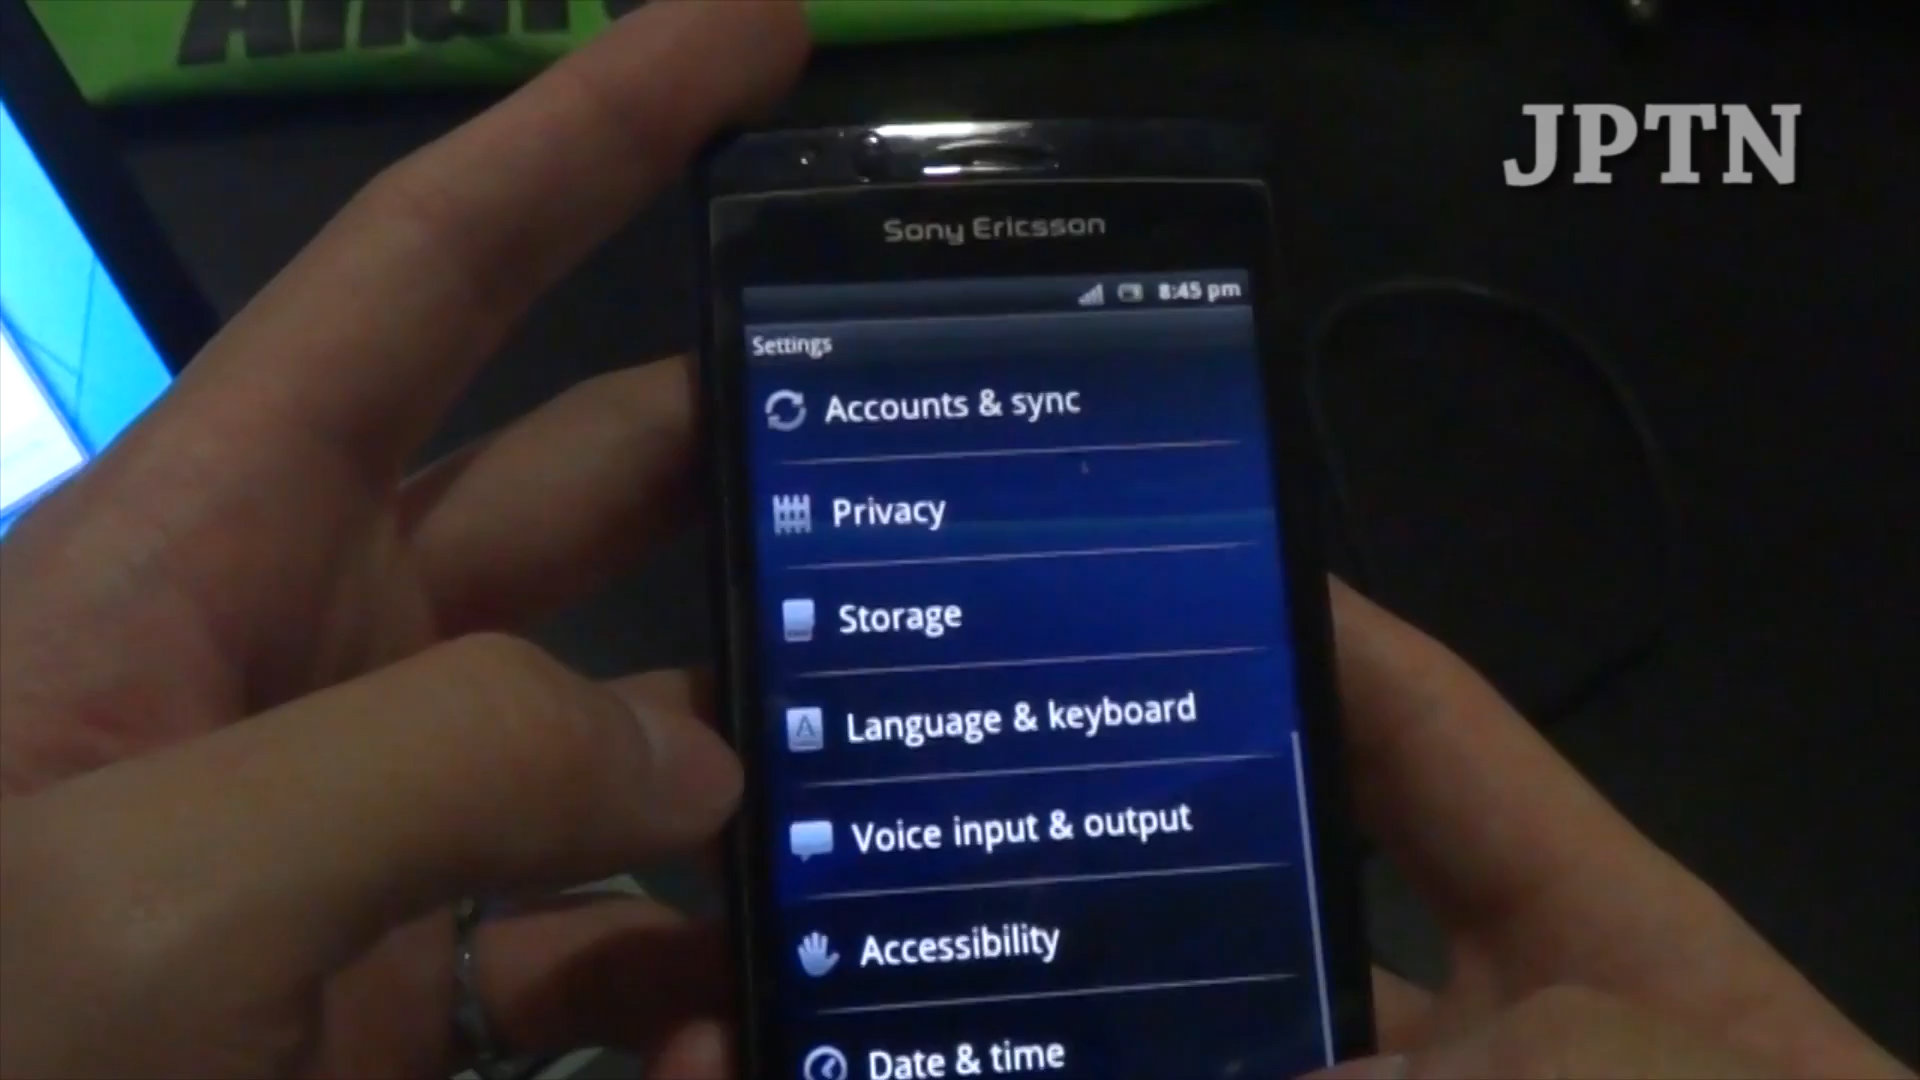 JPTN
Sony Ericsson
8:45 pm
Settings
Accounts & sync
Privacy
Storage
Language & keyboard
A
Voice input & output
Accessibility
Date & time